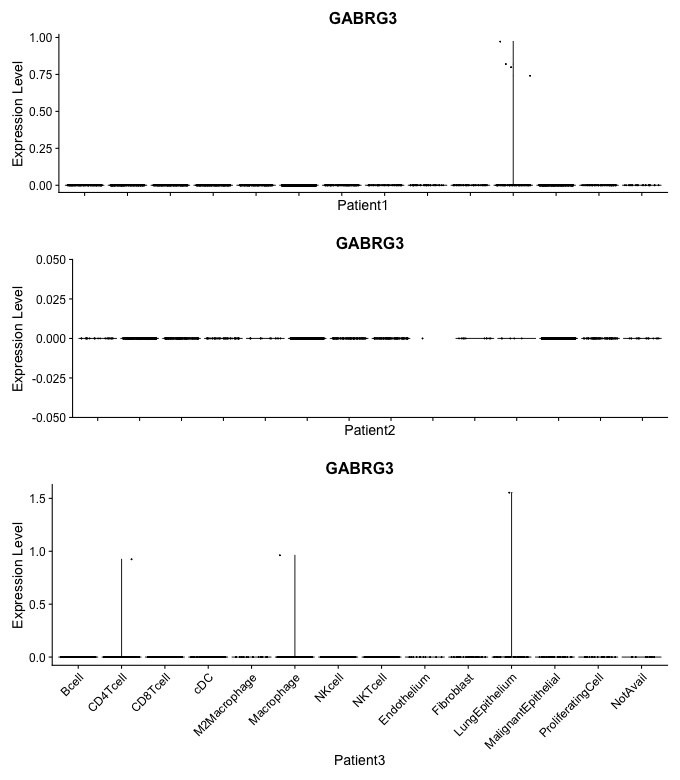 GABRG3
Expression Level
1.00
0.75
0.50
0.25
0.00
Patient1
GABRG3
Expression Level
0.050
0.025
0.000
-0.025
-0.050
Patient2
GABRG3
Expression Level
1.5
1.0
0.5
0.0
Bcell
CD4Tcell
CD8Tcell
cDC
M2Macrophage
Macrophage
NKcell
NKTcell
Endothelium
Fibroblast
LungEpithelium
MalignantEpithelial
ProliferatingCell
NotAvail
Patient3